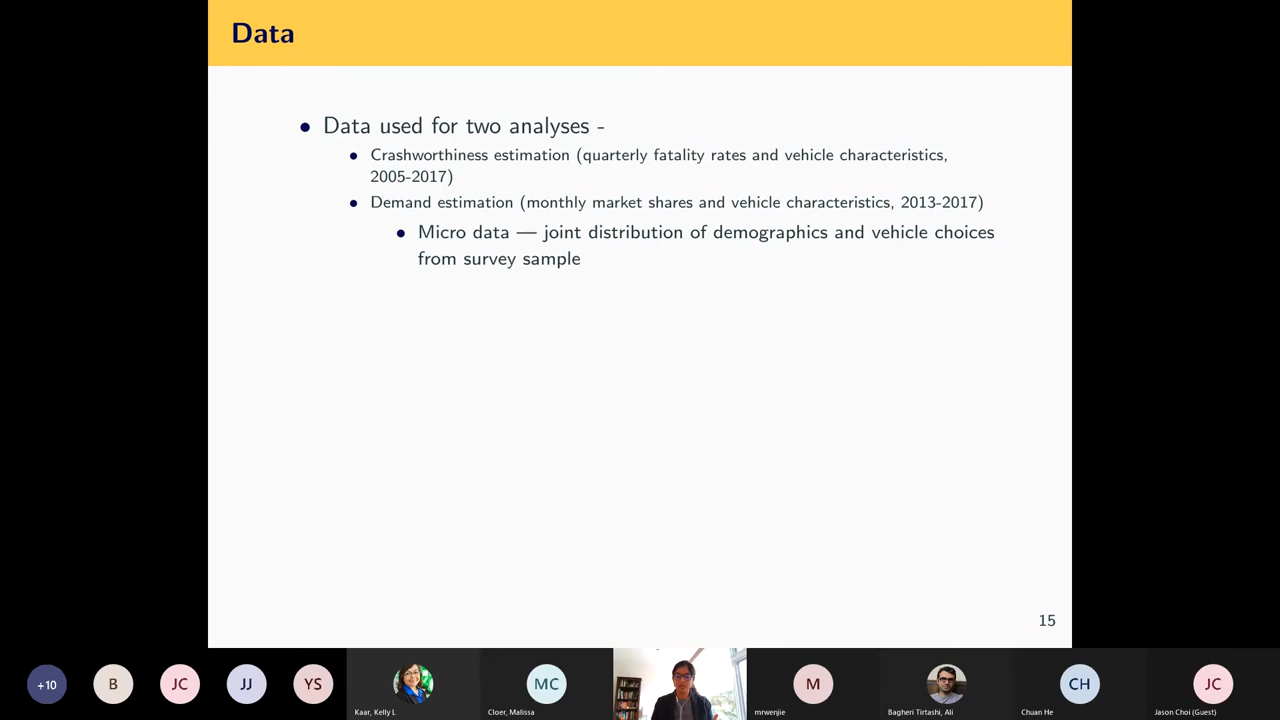 Data
Data used for two analyses -
Crashworthiness estimation (quarterly fatality rates and vehicle characteristics,
2005-2017)
Demand estimation (monthly market shares and vehicle characteristics, 2013-2017)
Micro data — joint distribution of demographics and vehicle choices
from survey sample
15
+10
B
JC
JJ
YS
Kaar, Kelly L
MC
Cloer, Malissa
M
mrwenjie
Bagheri Tirtashi, Ali
CH
Chuan He
JC
Jason Choi (Guest)